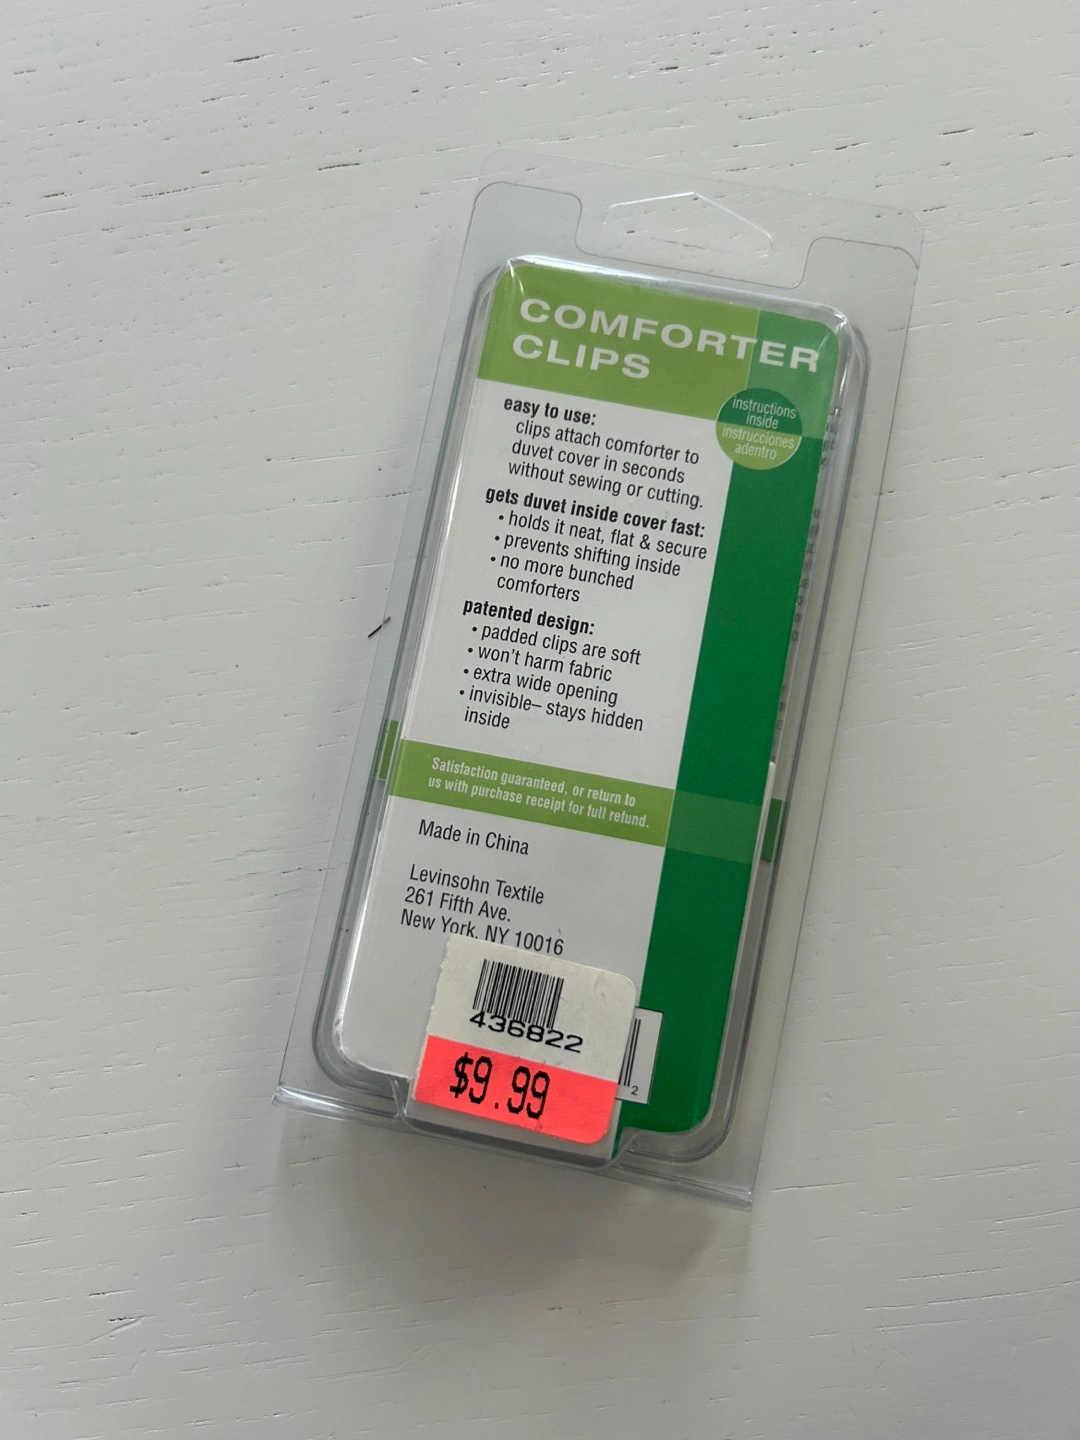 COMFORTER
CLIPS
instructions
inside
instrucciones
adentro
easy to use:
clips attach comforter to
duvet cover in seconds
without sewing or cutting.
gets duvet inside cover fast:
• holds it neat, flat & secure
• prevents shifting inside
• no more bunched
comforters
patented design:
• padded clips are soft
• won't harm fabric
• extra wide opening
• invisible– stays hidden
inside
Satisfaction guaranteed, or return to
us with purchase receipt for full refund.
Made in China
Levinsohn Textile
261 Fifth Ave.
New York, NY 10016
436822
$9.99
2